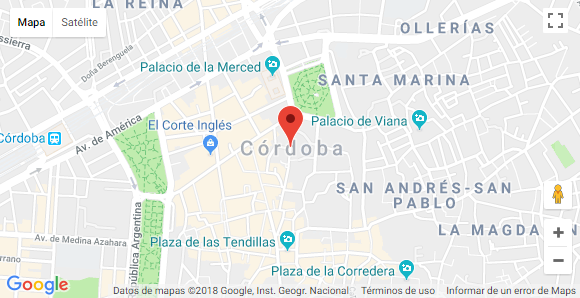 LA REINA
Mapa
Satélite
OLLERÍAS
Doña Berenguela
Palacio de la Merced
SANTA MARINA
Av. de América
El Corte Inglés
Palacio de Viana
Córdoba
Córdoba
SAN ANDRÉS-SAN
PABLO
LA MAGDA
Av. de Medina Azahara
República Argentina
Plaza de las Tendillas
Plaza de la Corredera
Google
Datos de mapas ©2018 Google, Inst. Geogr. Nacional
Términos de uso
Informar de un error de Maps